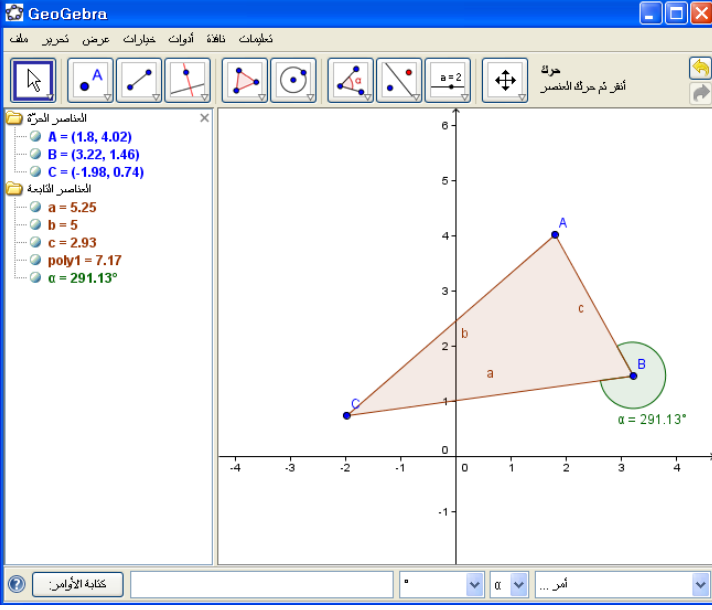 GeoGebra
ملف تحرير عرض خيارات أدوات نافذة تعليمات
A α a = 2
حرك
أنقر ثم حرك العنصر
العناصر الحرّة
A = (1.8, 4.02)
B = (3.22, 1.46)
C = (-1.98, 0.74)
العناصر التابعة
a = 5.25
b = 5
c = 2.93
poly1 = 7.17
α = 291.13°
6
5
A
4
3
c
b
2
B
a
C
1
α = 291.13°
0
-4 -3 -2 -1 0 1 2 3 4
-1
كتابة الأوامر:
°
α
أمر ...